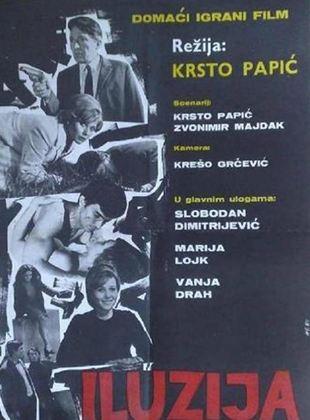 DOMAĆI IGRANI FILM
Režija:
KRSTO PAPIĆ
Scenarij:
KRSTO PAPIĆ
ZVONIMIR MAJDAK
Kamera:
KREŠO GRČEVIĆ
U glavnim ulogama:
SLOBODAN
DIMITRIJEVIĆ
MARIJA
LOJK
VANJA
DRAH
ILUZIJA